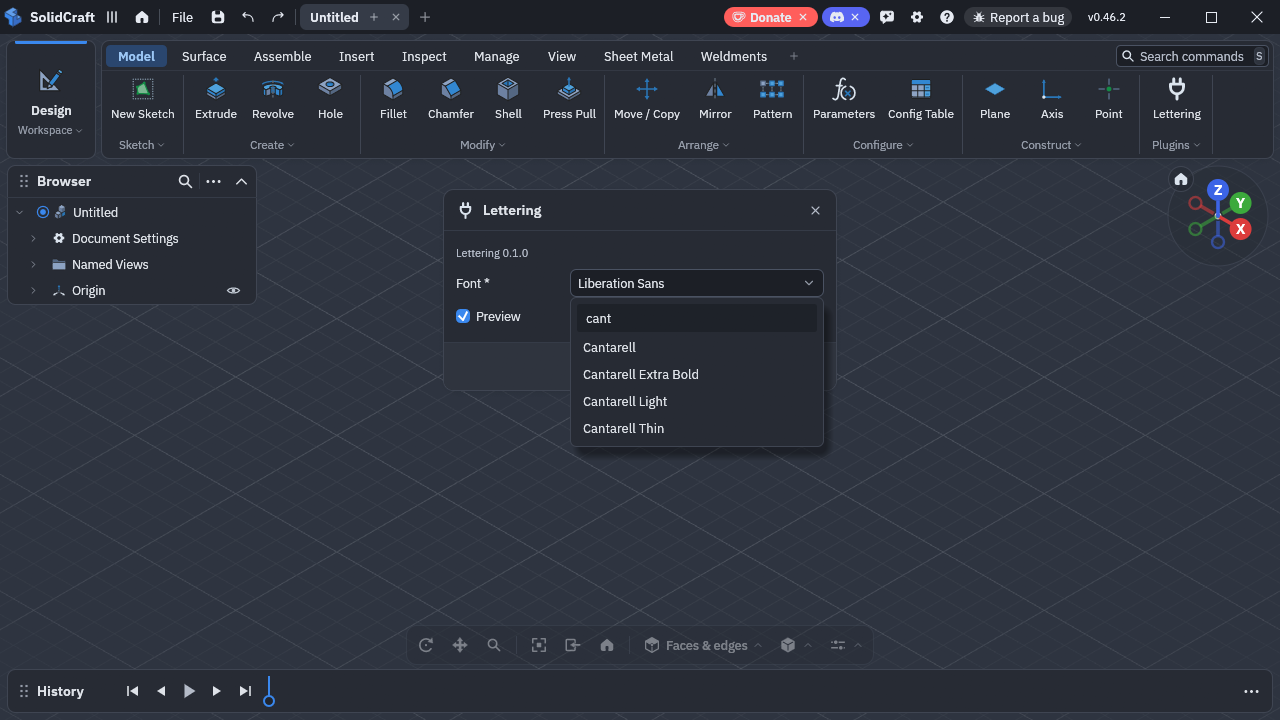 SolidCraft
File
Untitled
Donate
Report a bug
v0.46.2
Design
Workspace
Model
Surface
Assemble
Insert
Inspect
Manage
View
Sheet Metal
Weldments
Search commands
S
New Sketch
Extrude
Revolve
Hole
Fillet
Chamfer
Shell
Press Pull
Move / Copy
Mirror
Pattern
Parameters
Config Table
Plane
Axis
Point
Lettering
Sketch
Create
Modify
Arrange
Configure
Construct
Plugins
Browser
Untitled
Document Settings
Named Views
Origin
Z
Y
X
Lettering
Lettering 0.1.0
Font *
Liberation Sans
Preview
cant
Cantarell
Cantarell Extra Bold
Cantarell Light
Cantarell Thin
Faces & edges
History